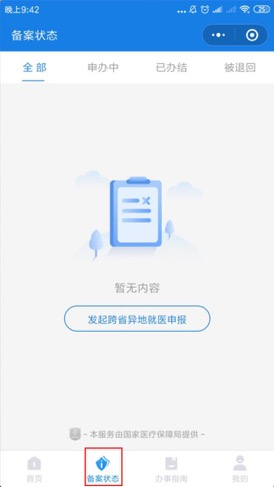 晚上9:42
25
备案状态
全部 申办中 已办结 被退回
暂无内容
发起跨省异地就医申报
~ 本服务由国家医疗保障局提供 ~
首页 备案状态 办事指南 我的